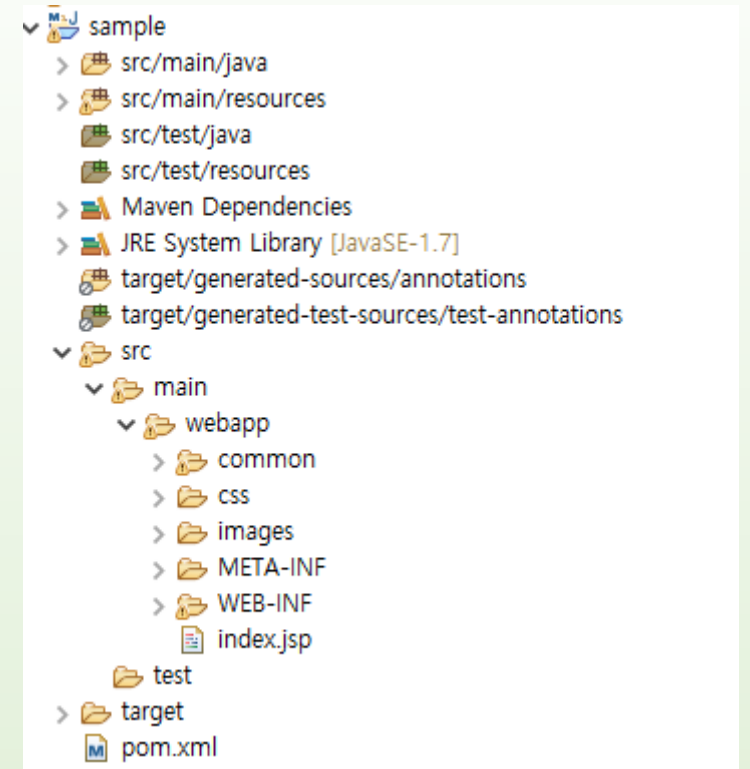 sample
src/main/java
src/main/resources
src/test/java
src/test/resources
Maven Dependencies
JRE System Library [JavaSE-1.7]
target/generated-sources/annotations
target/generated-test-sources/test-annotations
src
main
webapp
common
css
images
META-INF
WEB-INF
index.jsp
test
target
pom.xml